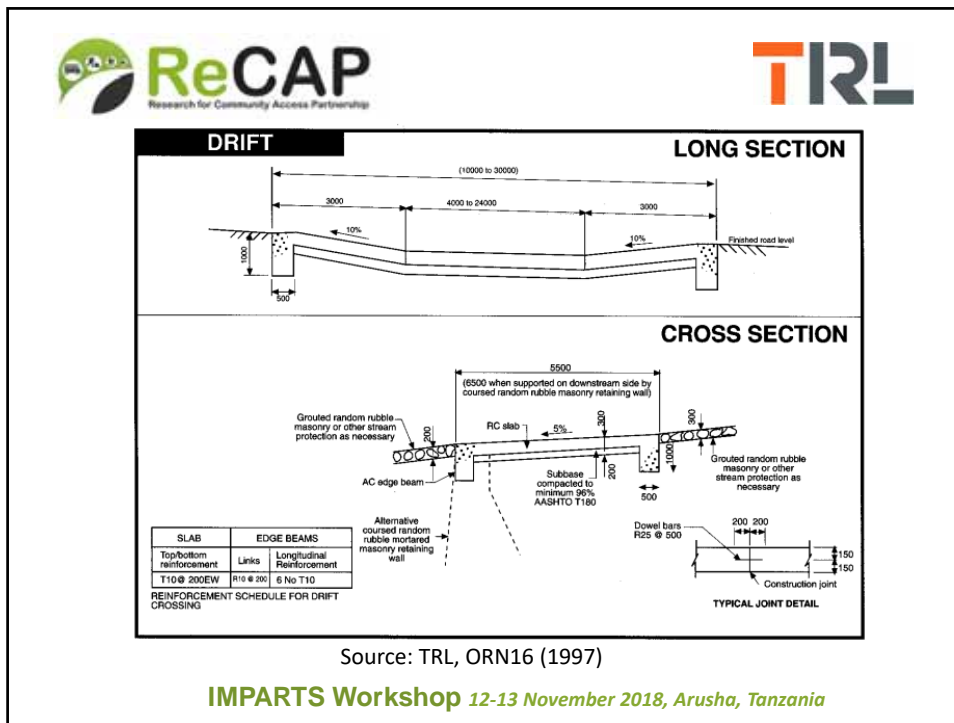 ReCAP
Research for Community Access Partnership
TRL
DRIFT
LONG SECTION
(10000 to 30000)
3000
4000 to 24000
3000
10%
10%
Finished road level
1000
500
CROSS SECTION
5500
(6500 when supported on downstream side by
coursed random rubble masonry retaining wall)
Grouted random rubble
masonry or other stream
protection as necessary
200
RC slab
5%
300
300
1000
200
Grouted random rubble
masonry or other
stream protection as
necessary
AC edge beam
Subbase
compacted to
minimum 96%
AASHTO T180
500
Alternative
coursed random
rubble mortared
masonry retaining
wall
Dowel bars
R25 @ 500
200 200
150
150
Construction joint
TYPICAL JOINT DETAIL
SLAB
EDGE BEAMS
Top/bottom
reinforcement
Links
Longitudinal
Reinforcement
T10@ 200EW
R10 @ 200
6 No T10
REINFORCEMENT SCHEDULE FOR DRIFT
CROSSING
Source: TRL, ORN16 (1997)
IMPARTS Workshop 12-13 November 2018, Arusha, Tanzania